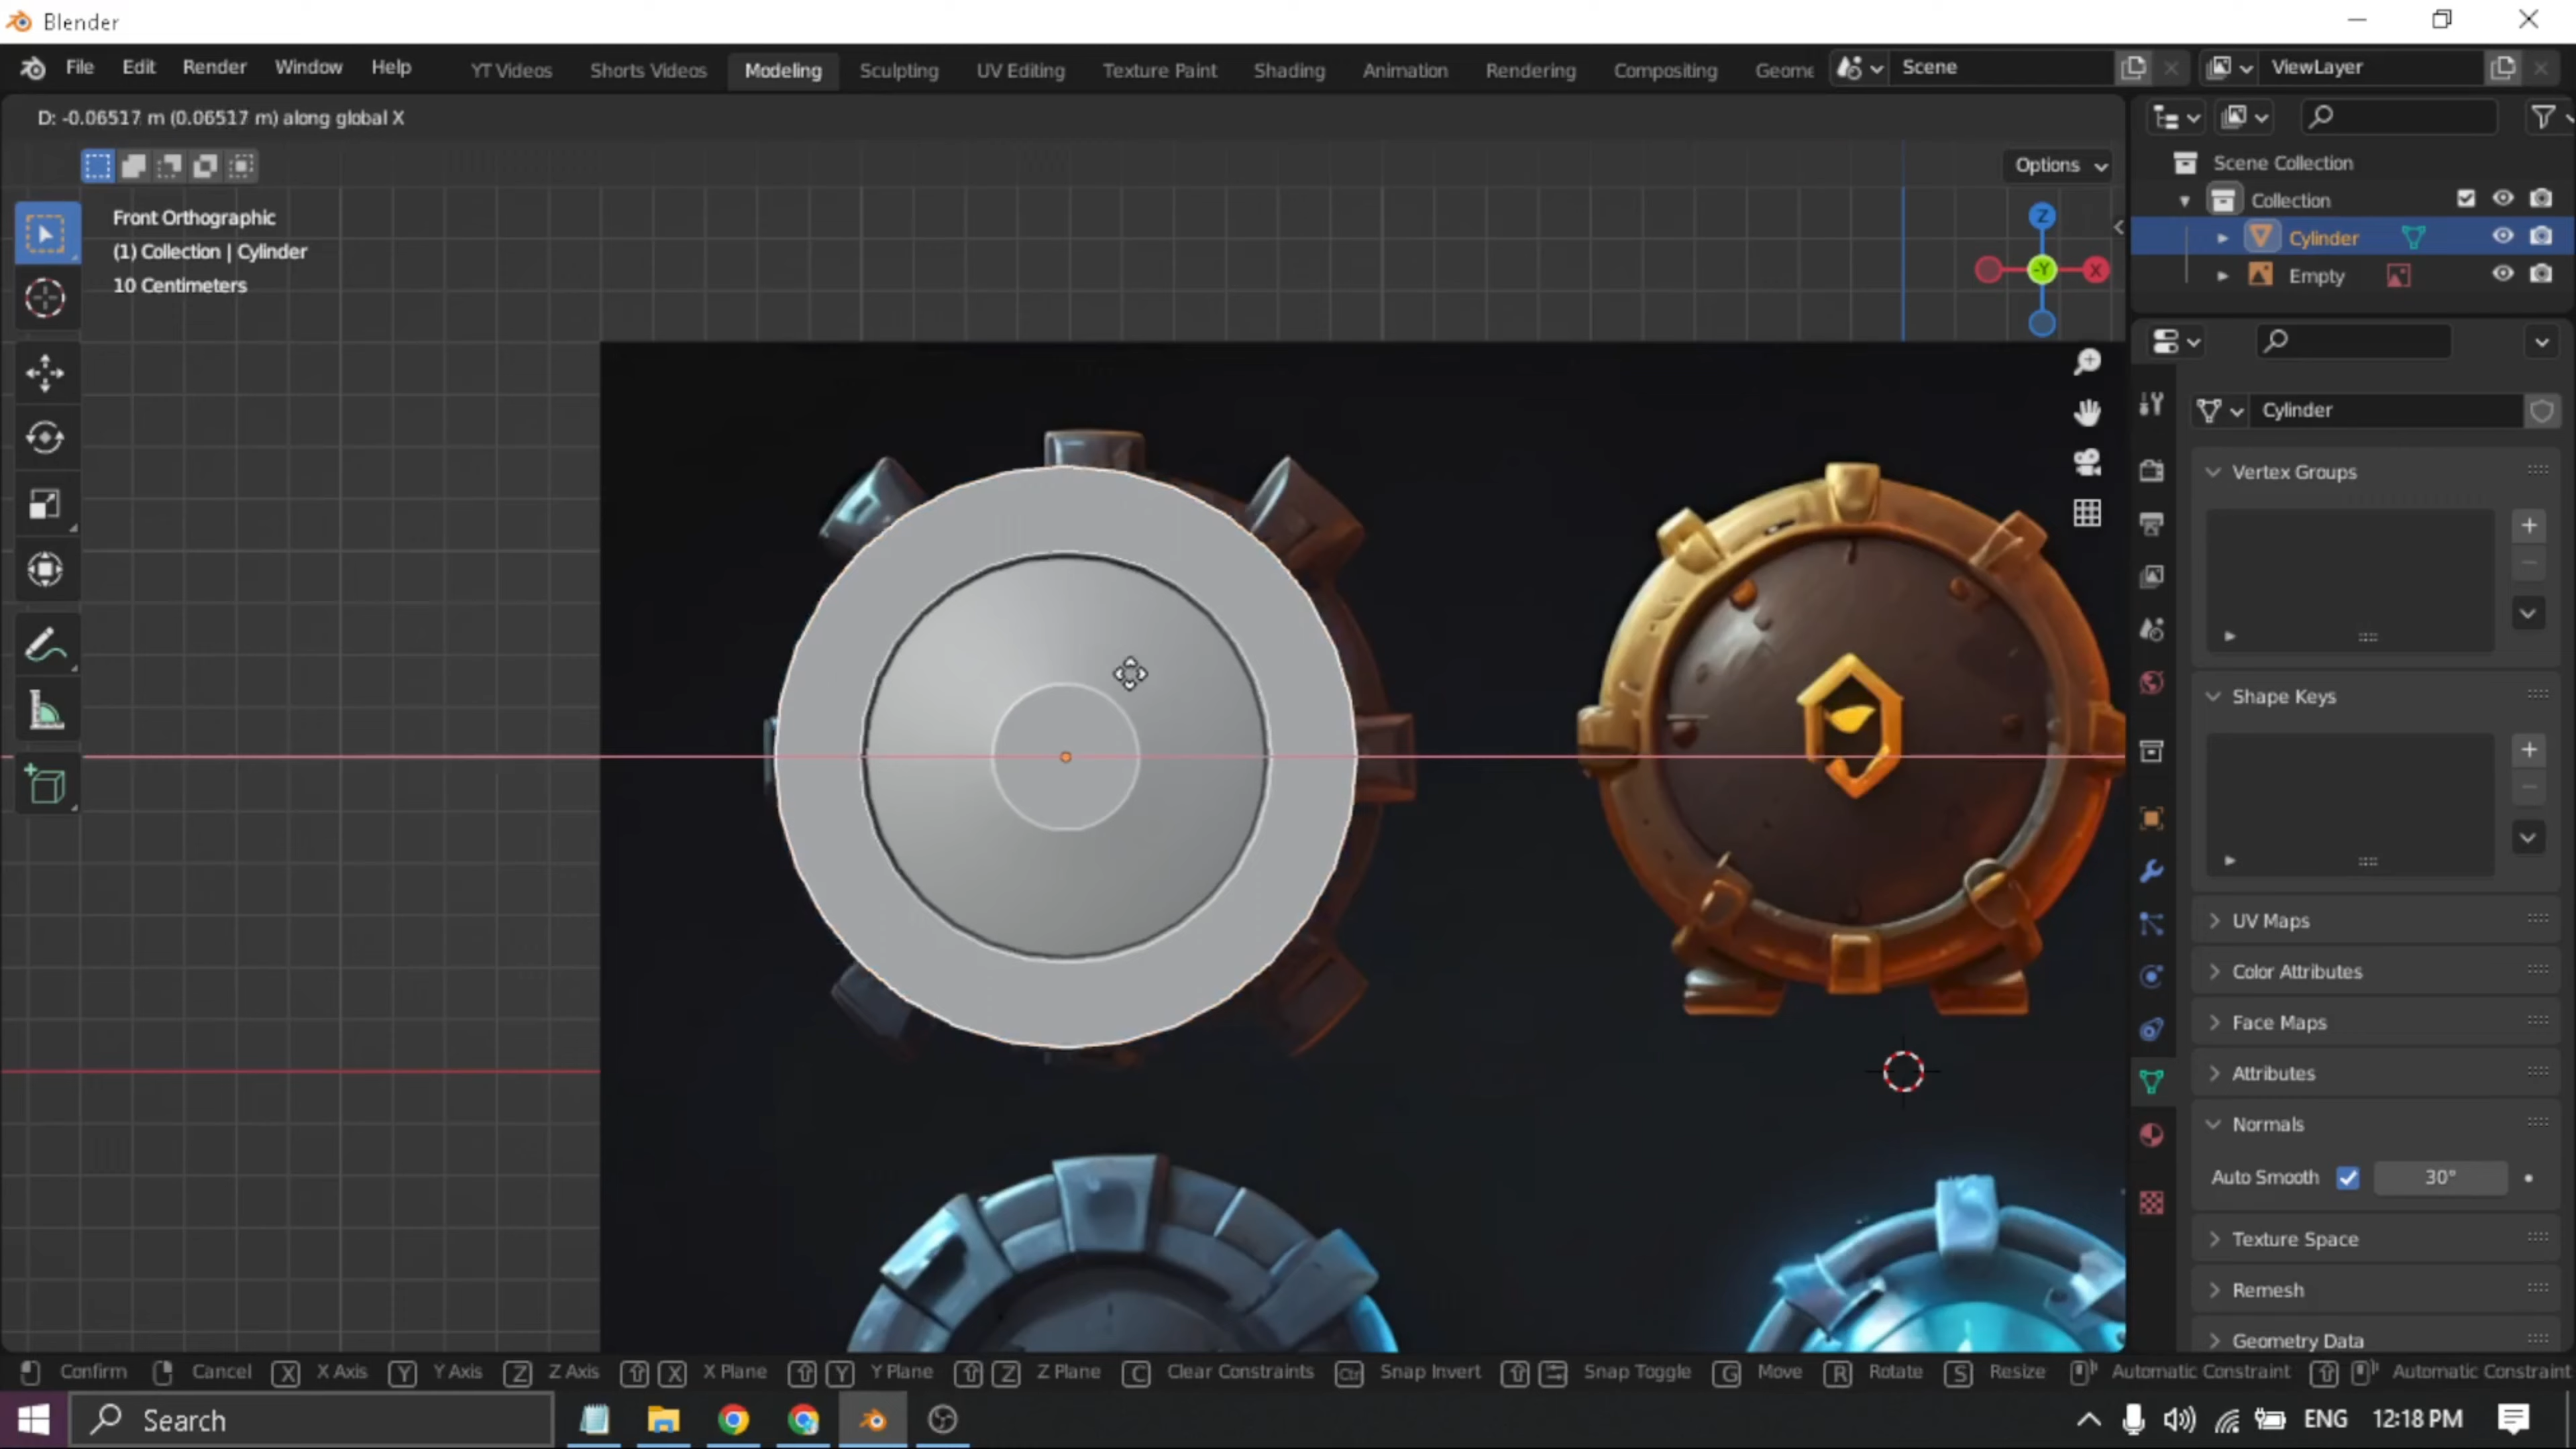 Blender
File Edit Render Window Help YT Videos Shorts Videos Modeling Sculpting UV Editing Texture Paint Shading Animation Rendering Compositing Geome Scene ViewLayer
D: -0.06517 m (0.06517 m) along global X
Options
Scene Collection
Front Orthographic
Z
Collection
(1) Collection | Cylinder
Cylinder
-Y X
10 Centimeters
Empty
Cylinder
Vertex Groups
Shape Keys
UV Maps
Color Attributes
Face Maps
Attributes
Normals
Auto Smooth 30°
Texture Space
Remesh
Geometry Data
Confirm Cancel X X Axis Y Y Axis Z Z Axis X X Plane Y Y Plane Z Z Plane C Clear Constraints Ctrl Snap Invert Snap Toggle G Move R Rotate S Resize Automatic Constraint Automatic Constraint
Search ENG 12:18 PM